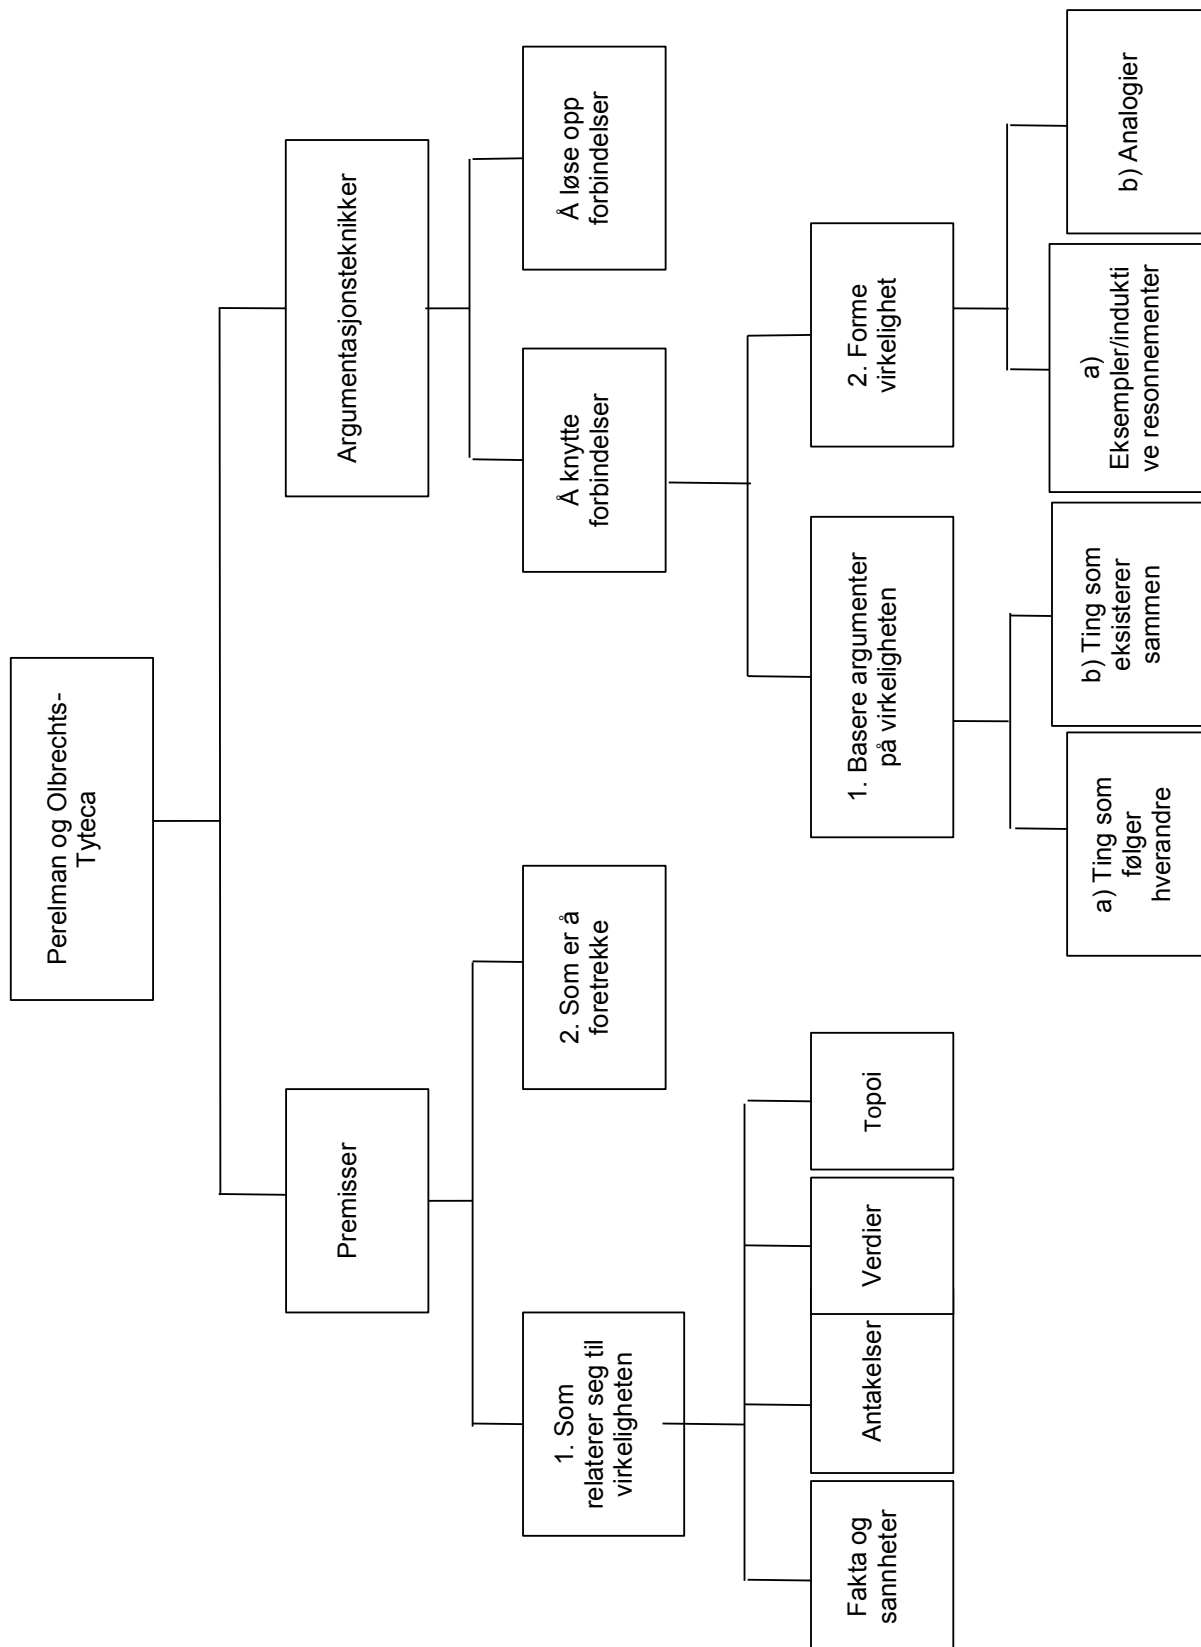 Perelman og Olbrechts-
Tyteca
Premisser
Argumentasjonsteknikker
1. Som
relaterer seg til
virkeligheten
2. Som er å
foretrekke
Å knytte
forbindelser
Å løse opp
forbindelser
Fakta og
sannheter
Antakelser
Verdier
Topoi
1. Basere argumenter
på virkeligheten
2. Forme
virkelighet
a) Ting som
følger
hverandre
b) Ting som
eksisterer
sammen
a)
Eksempler/indukti
ve resonnementer
b) Analogier